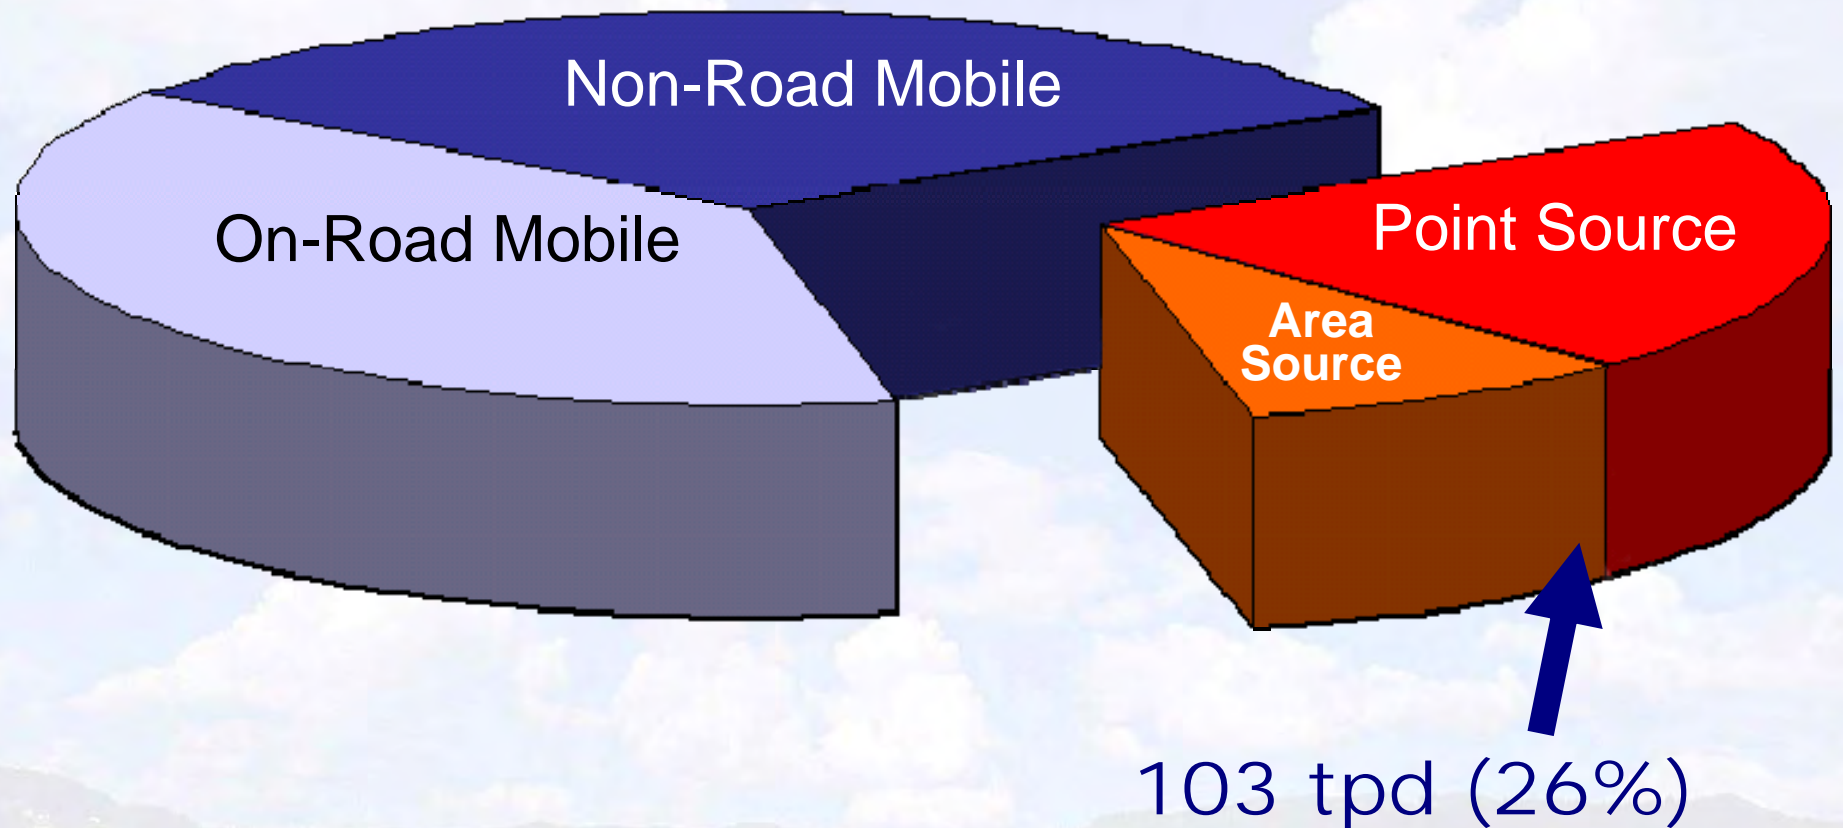 Non-Road Mobile
On-Road Mobile
Point Source
Area
Source
103 tpd (26%)